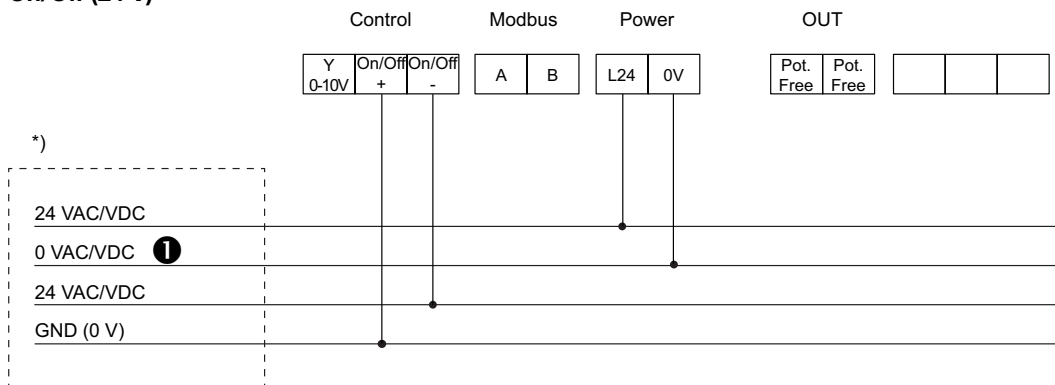 Control Modbus Power OUT
Y On/Off On/Off A B L24 0V Pot. Pot.
0-10V + - Free Free
*)
24 VAC/VDC
0 VAC/VDC ❶
24 VAC/VDC
GND (0 V)